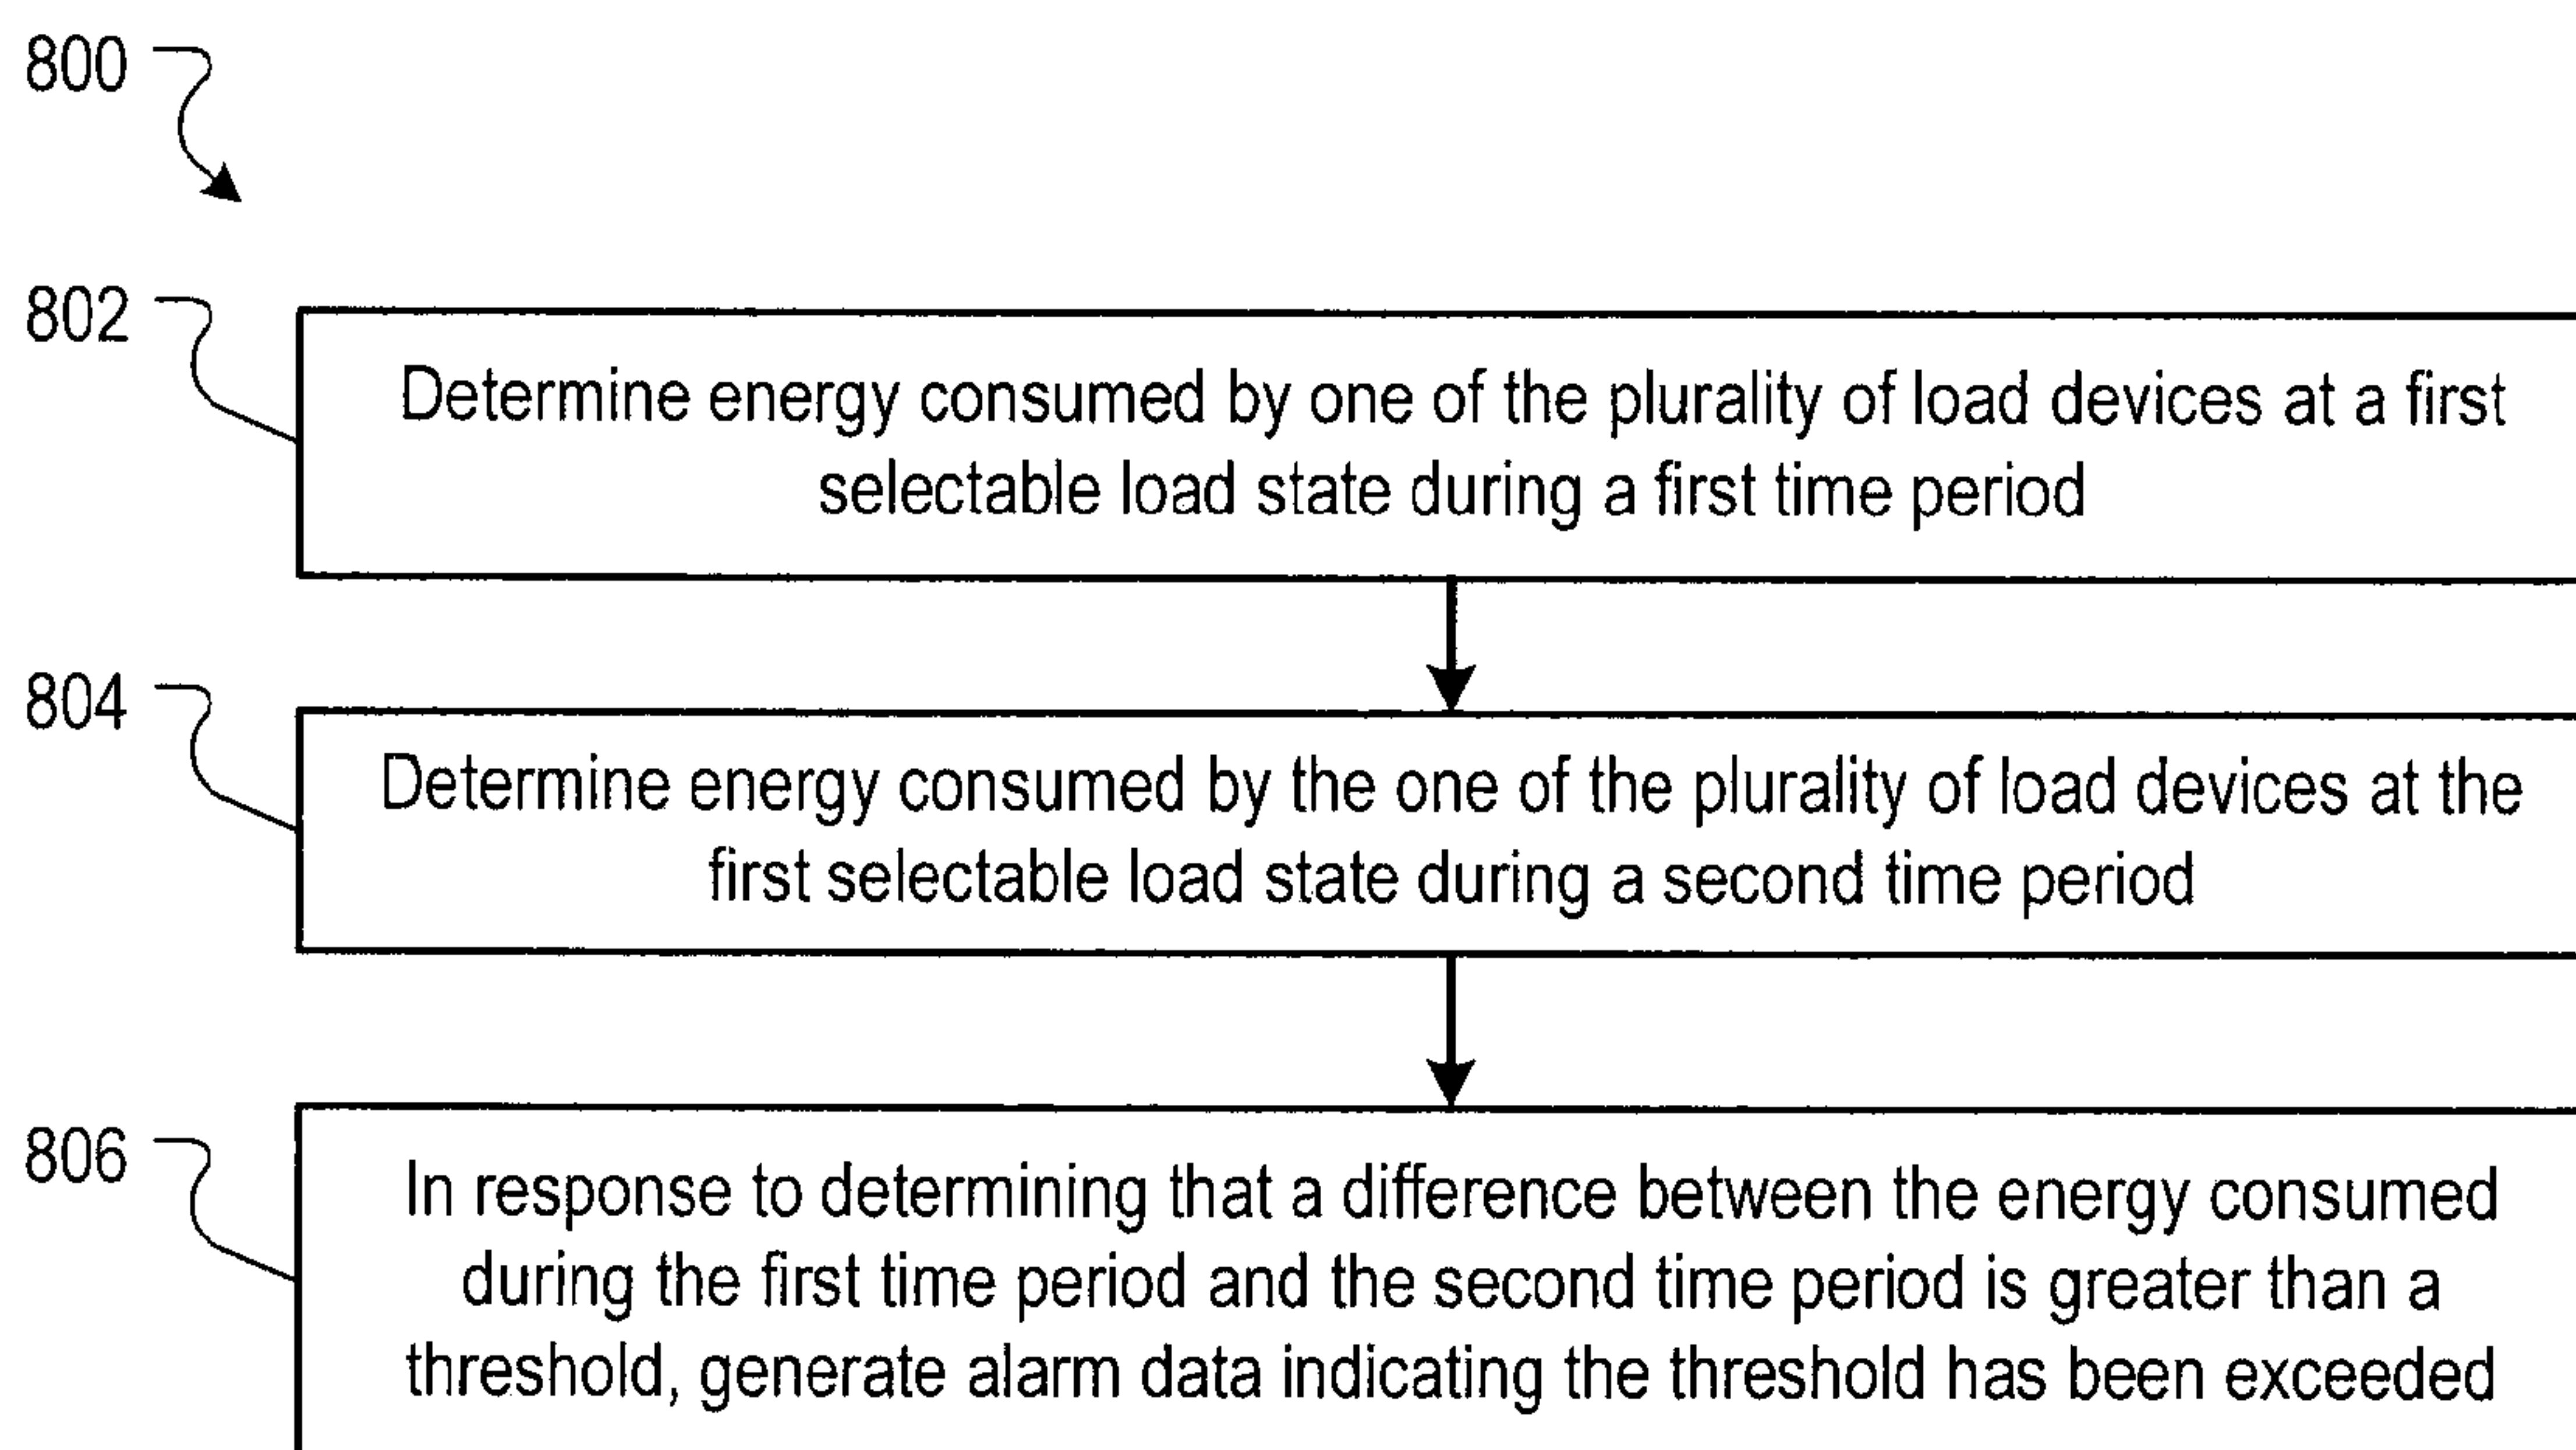 800
802
Determine energy consumed by one of the plurality of load devices at a first
selectable load state during a first time period
804
Determine energy consumed by the one of the plurality of load devices at the
first selectable load state during a second time period
806
In response to determining that a difference between the energy consumed
during the first time period and the second time period is greater than a
threshold, generate alarm data indicating the threshold has been exceeded